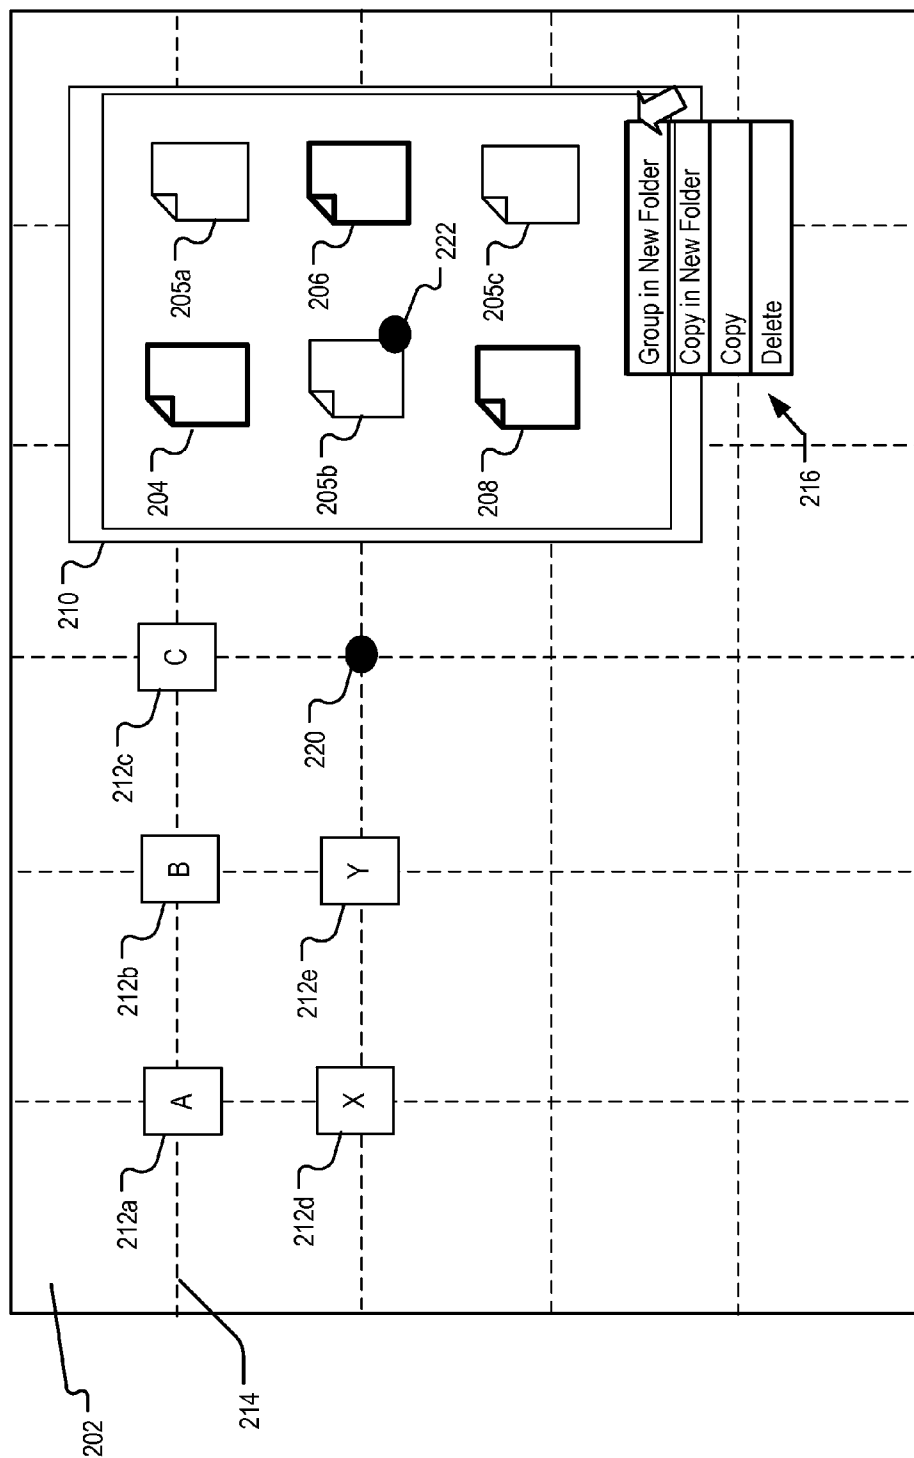 202
214
212a
A
212b
B
212c
C
212d
X
212e
Y
220
210
204
205a
205b
206
222
208
205c
Group in New Folder
Copy in New Folder
Copy
Delete
216